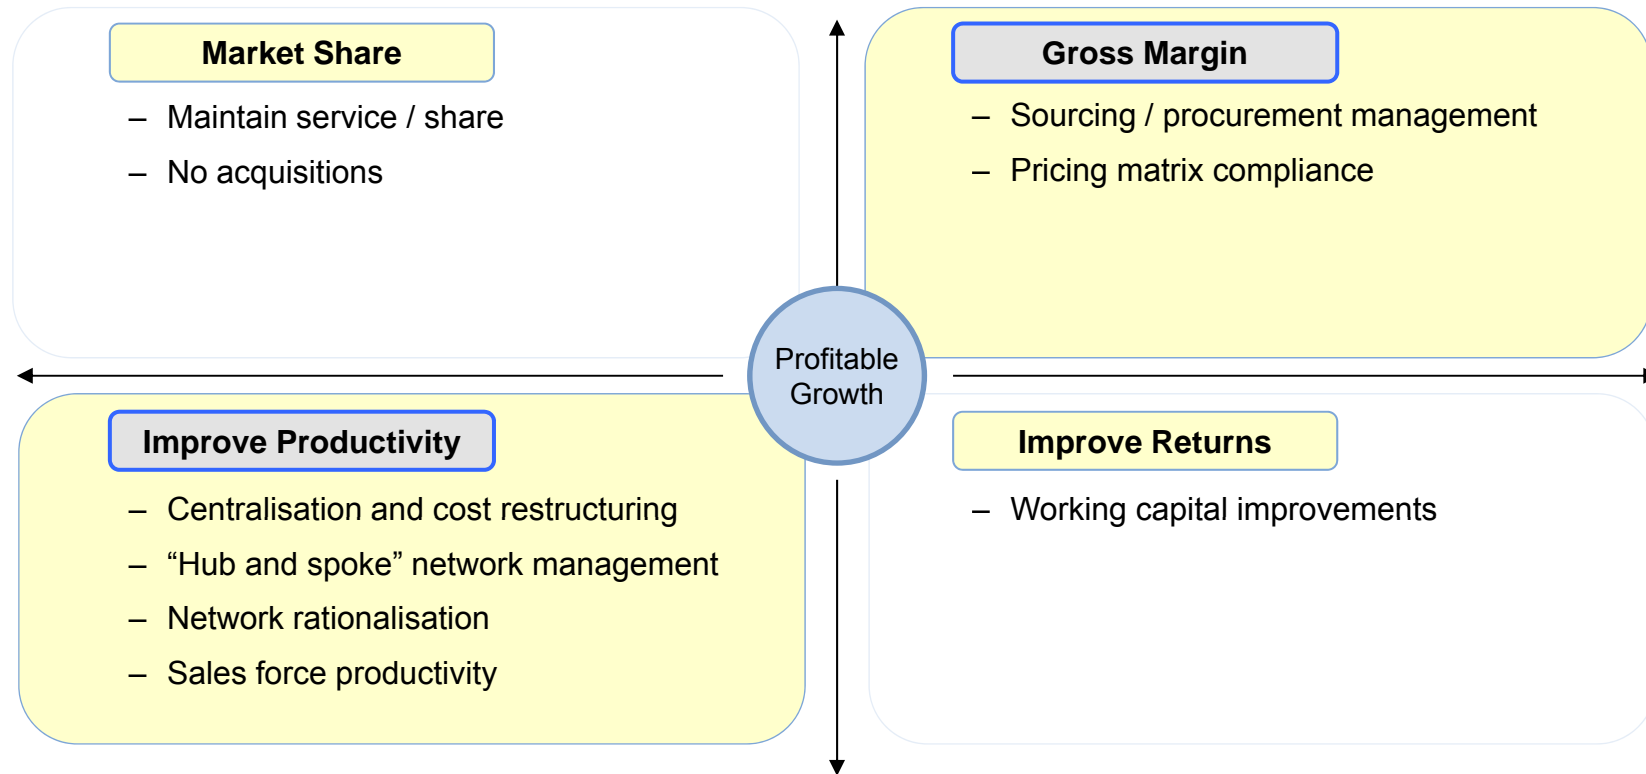 Market Share
– Maintain service / share
– No acquisitions
Gross Margin
– Sourcing / procurement management
– Pricing matrix compliance
Profitable
Growth
Improve Productivity
– Centralisation and cost restructuring
– “Hub and spoke” network management
– Network rationalisation
– Sales force productivity
Improve Returns
– Working capital improvements